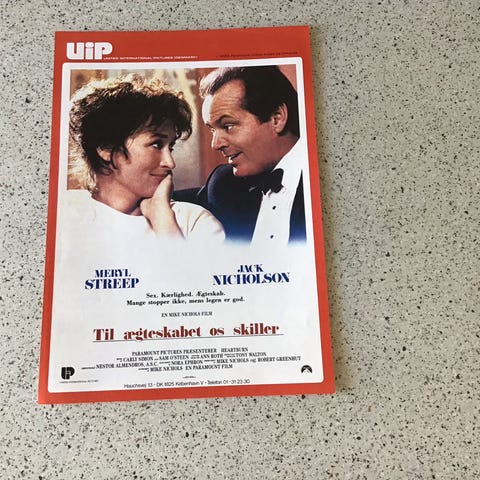 UiP
UNITED INTERNATIONAL PICTURES (DENMARK)
MERYL
STREEP
JACK
NICHOLSON
Sex. Kærlighed. Ægteskab.
Mange stopper ikke, mens legen er god.
EN MIKE NICHOLS FILM
Til ægteskabet os skiller
PARAMOUNT PICTURES PRÆSENTERER HEARTBURN
CARLY SIMON SAM O'STEEN ANN ROTH TONY WALTON
NESTOR ALMENDROS, A.S.C. NORA EPHRON MIKE NICHOLS og ROBERT GREENHUT
MIKE NICHOLS EN PARAMOUNT FILM
Hauchsvej 13 · DK 1825 København V · Telefon 01 · 31 23 30